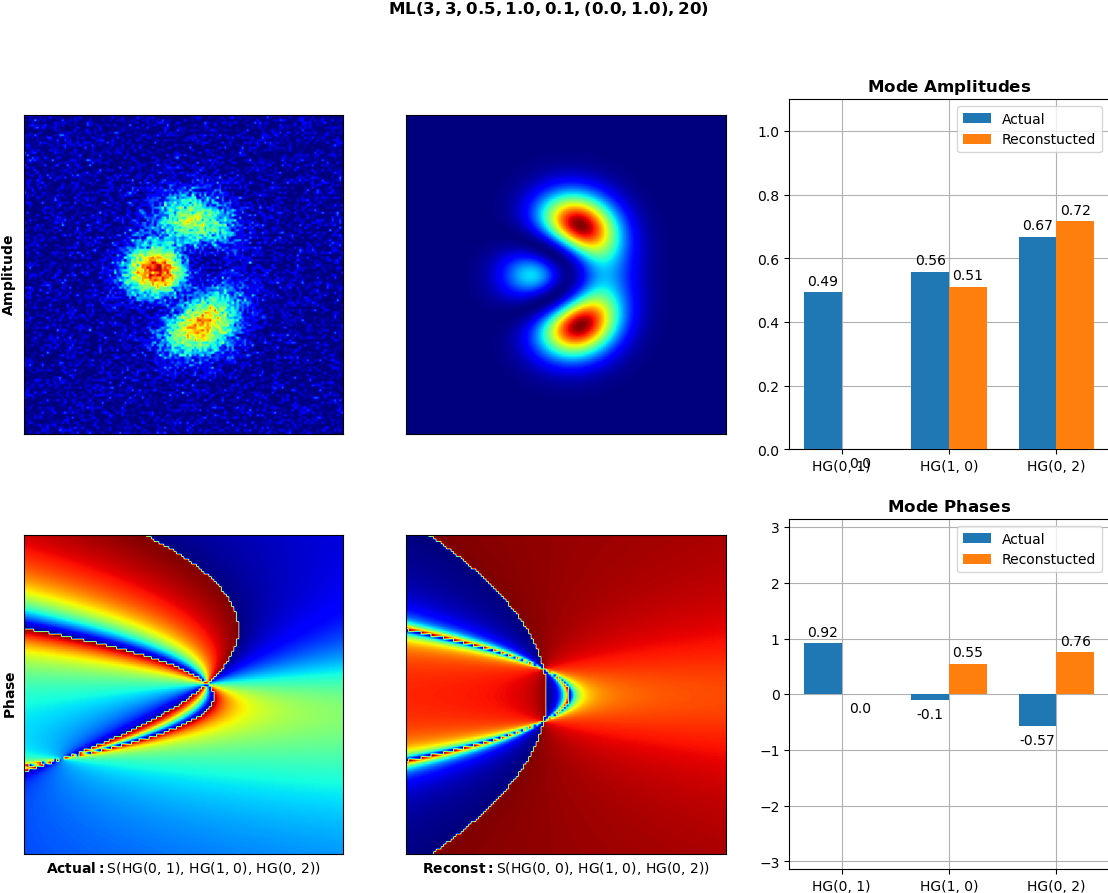 ML(3, 3, 0.5, 1.0, 0.1, (0.0, 1.0), 20)
Amplitude
Mode Amplitudes
Actual
Reconstucted
1.0
0.8
0.6
0.4
0.2
0.0
0.49
0.0
0.56
0.51
0.67
0.72
HG(0, 1)
HG(1, 0)
HG(0, 2)
Phase
Actual: S(HG(0, 1), HG(1, 0), HG(0, 2))
Reconst: S(HG(0, 0), HG(1, 0), HG(0, 2))
Mode Phases
Actual
Reconstucted
3
2
1
0
−1
−2
−3
0.92
0.0
-0.1
0.55
-0.57
0.76
HG(0, 1)
HG(1, 0)
HG(0, 2)